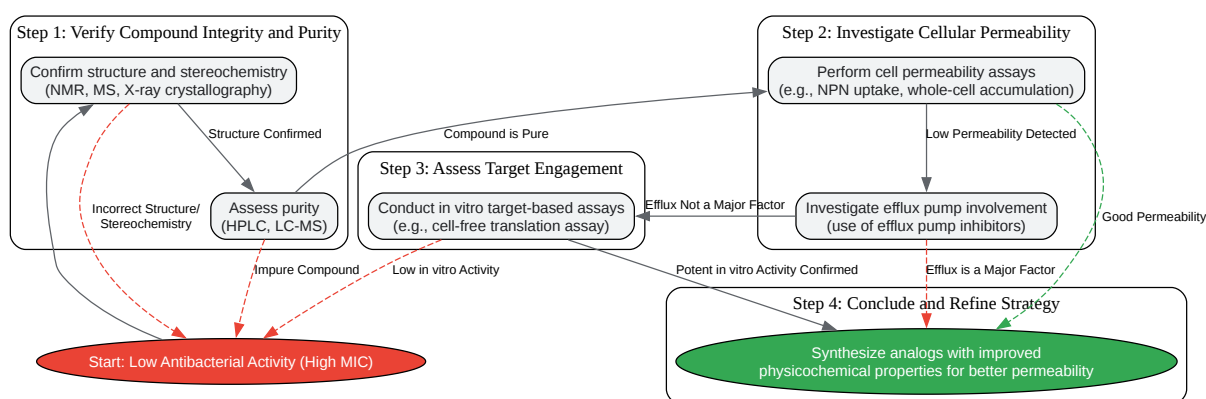 Step 1: Verify Compound Integrity and Purity
Confirm structure and stereochemistry
(NMR, MS, X-ray crystallography)
Structure Confirmed
Incorrect Structure/
Stereochemistry
Assess purity
(HPLC, LC-MS)
Impure Compound
Compound is Pure
Step 2: Investigate Cellular Permeability
Perform cell permeability assays
(e.g., NPN uptake, whole-cell accumulation)
Low Permeability Detected
Investigate efflux pump involvement
(use of efflux pump inhibitors)
Good Permeability
Efflux Not a Major Factor
Efflux is a Major Factor
Step 3: Assess Target Engagement
Conduct in vitro target-based assays
(e.g., cell-free translation assay)
Low in vitro Activity
Potent in vitro Activity Confirmed
Step 4: Conclude and Refine Strategy
Synthesize analogs with improved
physicochemical properties for better permeability
Start: Low Antibacterial Activity (High MIC)